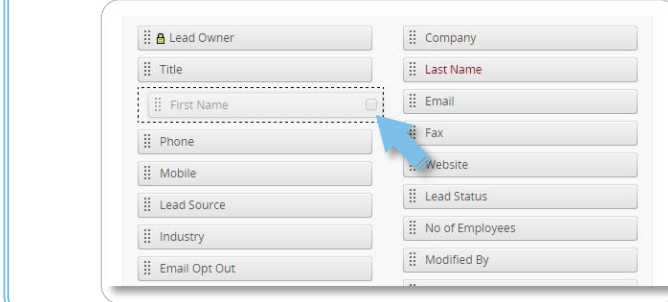 Lead Owner
Title
First Name
Phone
Mobile
Lead Source
Industry
Email Opt Out
Company
Last Name
Email
Fax
Website
Lead Status
No of Employees
Modified By